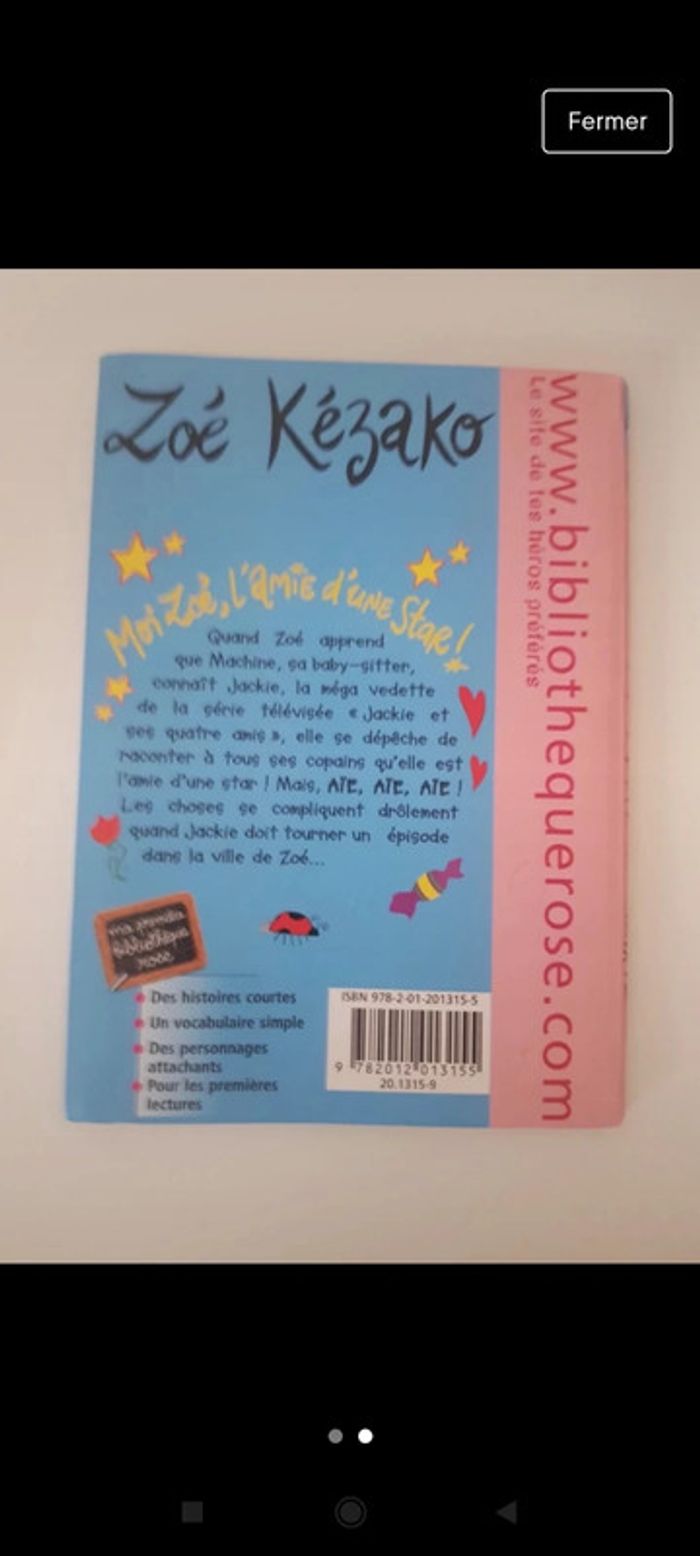 Fermer
Zoé Kézako
Moi Zoé, l'amie d'une Star !
Quand Zoé apprend
que Machine, sa baby-sitter,
connaît Jackie, la méga vedette
de la série télévisée « Jackie et
ses quatre amis », elle se dépêche de
raconter à tous ses copains qu'elle est
l'amie d'une star ! Mais, AÏE, AÏE, AÏE !
Les choses se compliquent drôlement
quand Jackie doit tourner un épisode
dans la ville de Zoé...
ma première
Bibliothèque
rose
Des histoires courtes
Un vocabulaire simple
Des personnages
attachants
Pour les premières
lectures
ISBN 978-2-01-201315-5
9 782012 013155
20.1315-9
www.bibliothequerose.com
Le site de tes héros préférés